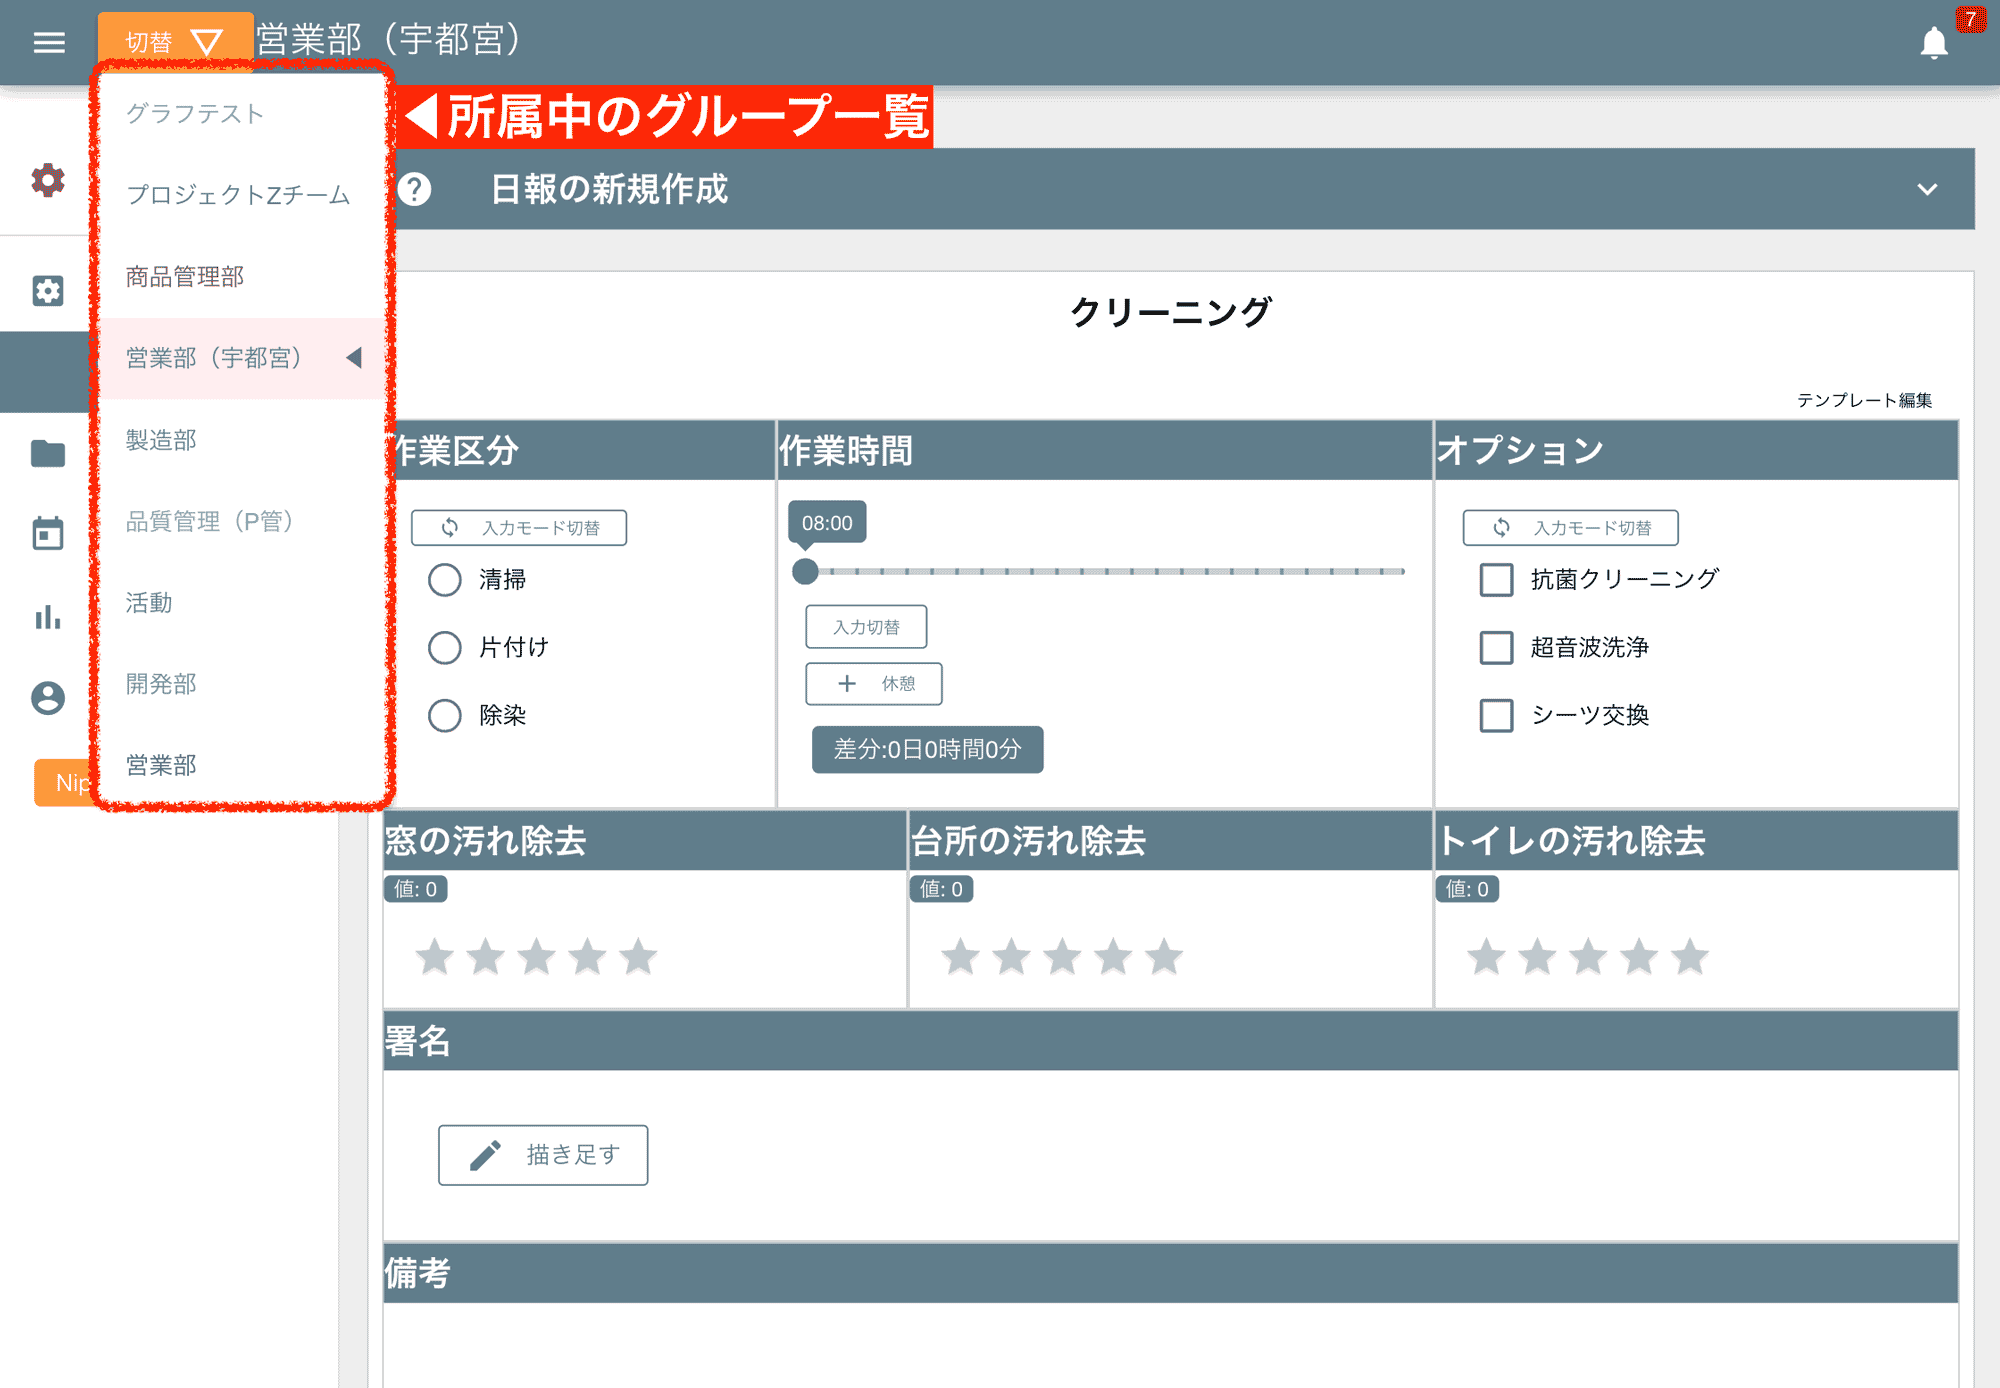 切替 営業部（宇都宮）
7
グラフテスト
プロジェクトZチーム
商品管理部
営業部（宇都宮）
製造部
品質管理（P管）
活動
開発部
営業部
Nip
◀所属中のグループ一覧
? 日報の新規作成
クリーニング
テンプレート編集
作業区分
入力モード切替
清掃
片付け
除染
作業時間
08:00
入力切替
+ 休憩
差分:0日0時間0分
オプション
入力モード切替
抗菌クリーニング
超音波洗浄
シーツ交換
窓の汚れ除去
値: 0
台所の汚れ除去
値: 0
トイレの汚れ除去
値: 0
署名
描き足す
備考